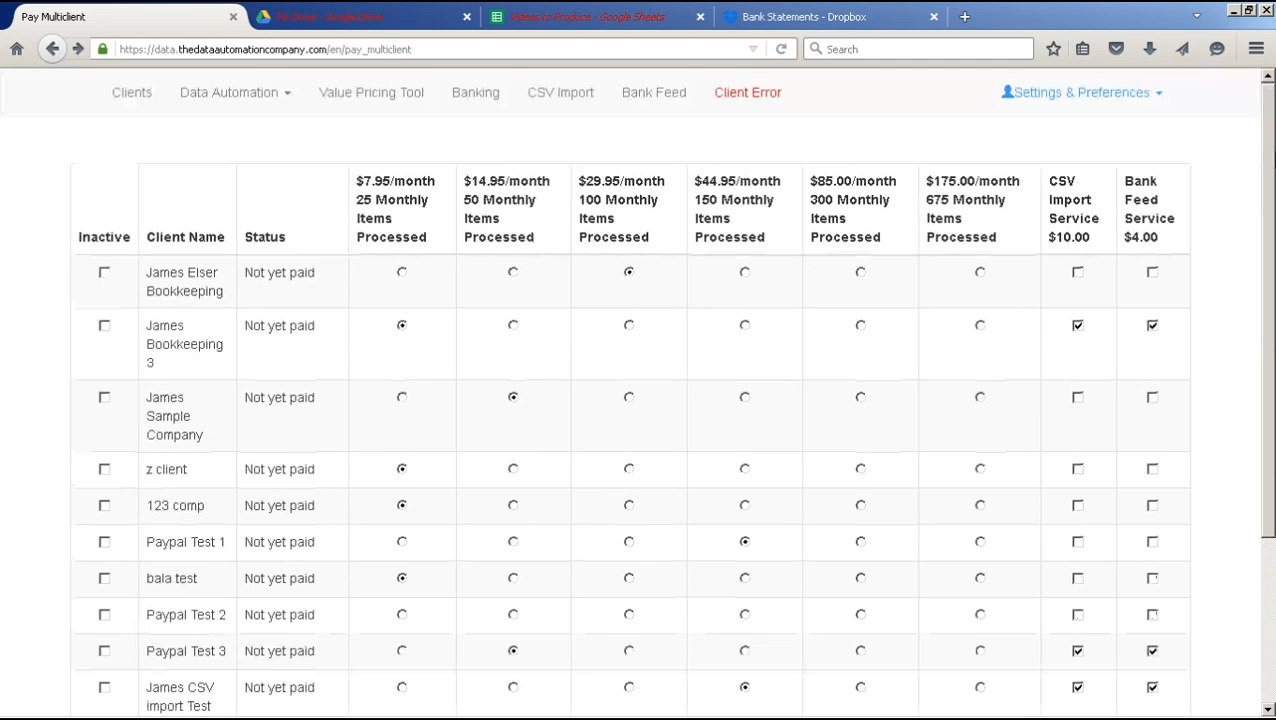 Pay Multiclient
My Drive - Google Drive
Videos to Produce - Google Sheets
Bank Statements - Dropbox
https://data.thedataautomationcompany.com/en/pay_multiclient
Search
Clients Data Automation Value Pricing Tool Banking CSV Import Bank Feed Client Error Settings & Preferences
Inactive
Client Name
Status
$7.95/month
25 Monthly
Items
Processed
$14.95/month
50 Monthly
Items
Processed
$29.95/month
100 Monthly
Items
Processed
$44.95/month
150 Monthly
Items
Processed
$85.00/month
300 Monthly
Items
Processed
$175.00/month
675 Monthly
Items
Processed
CSV
Import
Service
$10.00
Bank
Feed
Service
$4.00
James Elser
Bookkeeping
Not yet paid
James
Bookkeeping
3
Not yet paid
James
Sample
Company
Not yet paid
z client
Not yet paid
123 comp
Not yet paid
Paypal Test 1
Not yet paid
bala test
Not yet paid
Paypal Test 2
Not yet paid
Paypal Test 3
Not yet paid
James CSV
import Test
Not yet paid